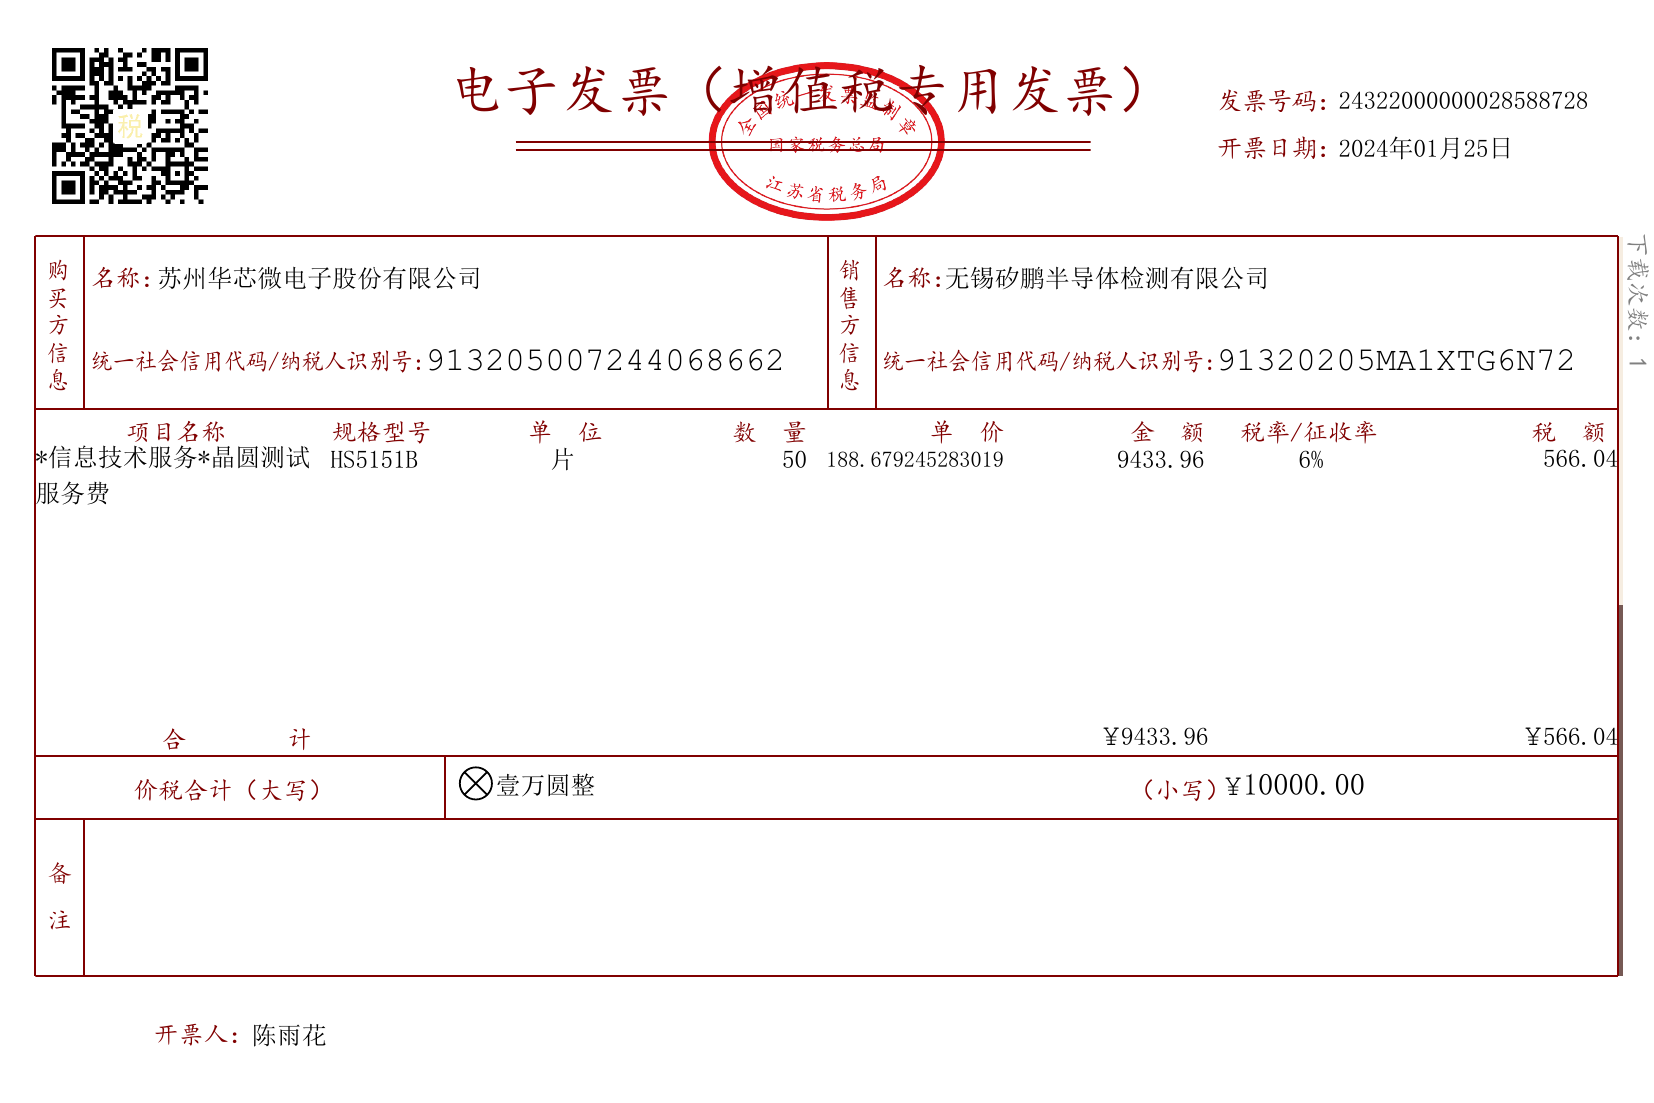 电子发票（增值税专用发票）
发票号码：24322000000028588728
开票日期：2024年01月25日
全国统一发票监制章
国家税务总局
江苏省税务局
税
下载次数：1
购买方信息
名称：苏州华芯微电子股份有限公司
统一社会信用代码/纳税人识别号：913205007244068662
销售方信息
名称：无锡矽鹏半导体检测有限公司
统一社会信用代码/纳税人识别号：91320205MA1XTG6N72
项目名称 规格型号 单位 数量 单价 金额 税率/征收率 税额
*信息技术服务*晶圆测试 HS5151B 片 50 188.679245283019 9433.96 6% 566.04
服务费
合计 ¥9433.96 ¥566.04
价税合计（大写） 壹万圆整 （小写）¥10000.00
备注
开票人：陈雨花